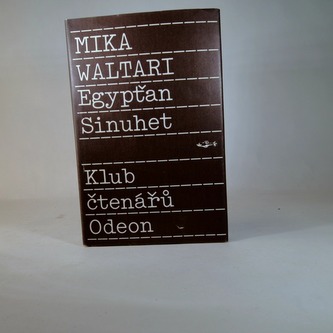 MIKA
WALTARI
Egypťan
Sinuhet
Klub
čtenářů
Odeon